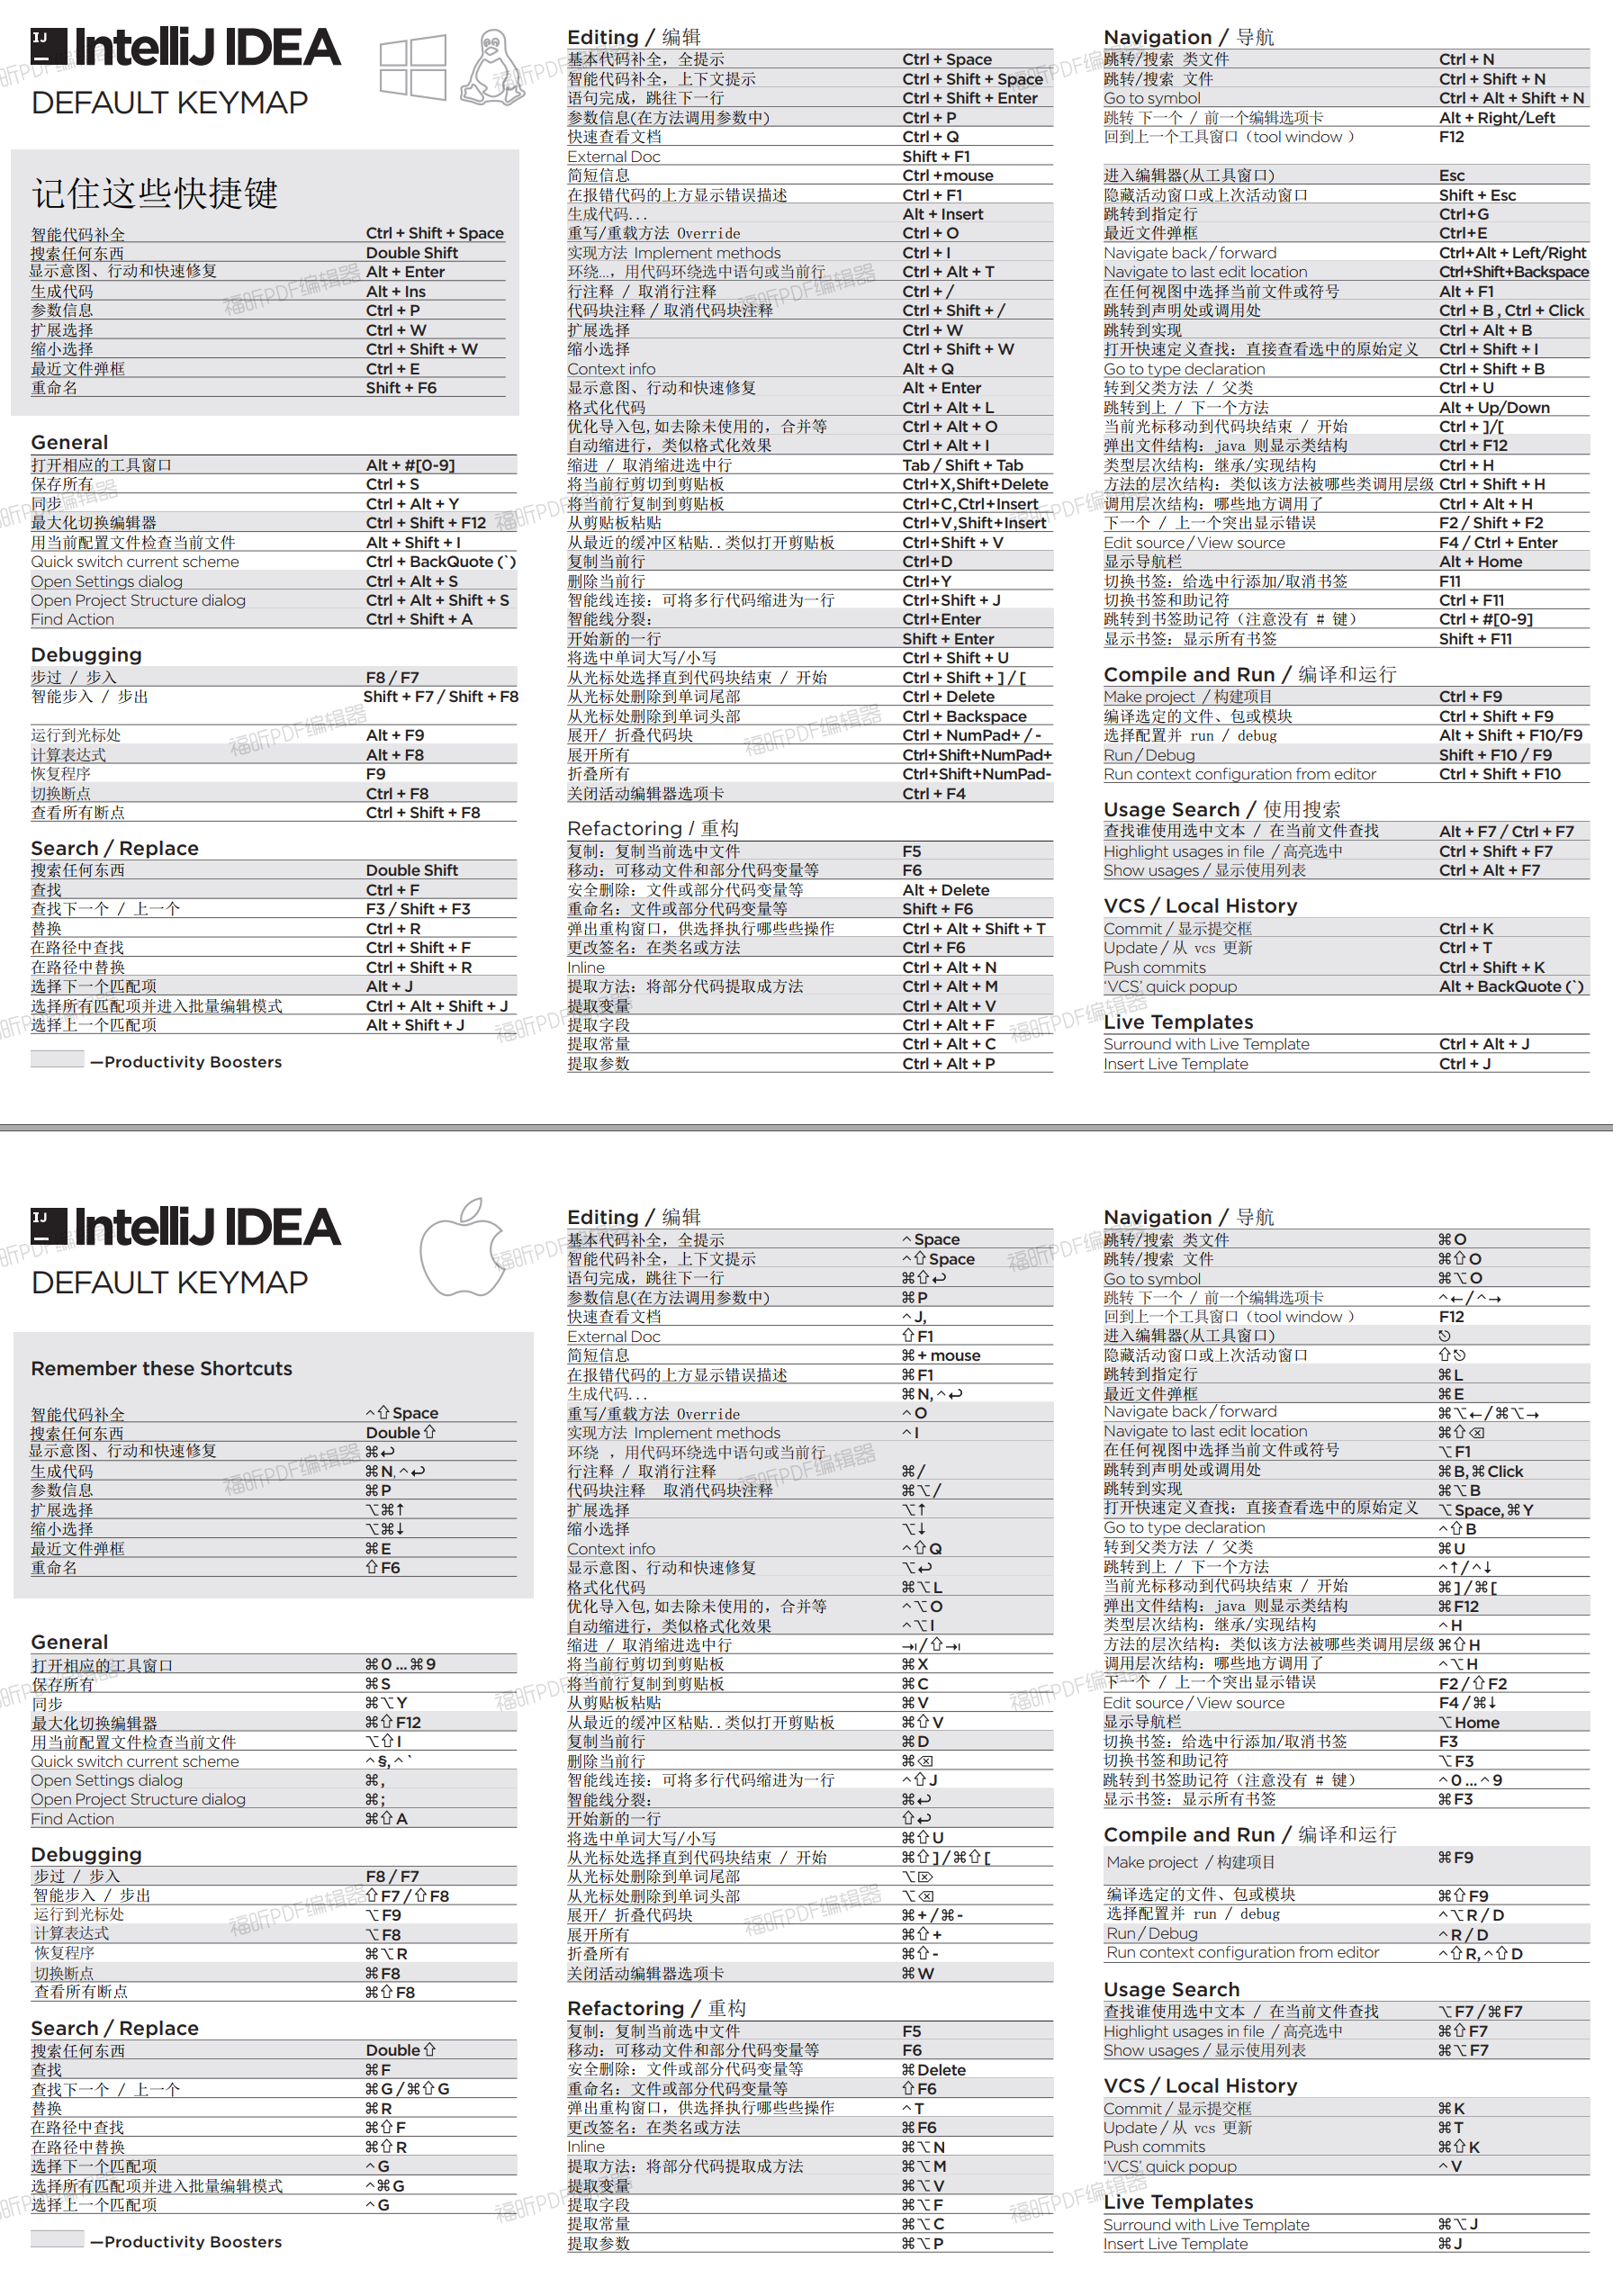 IJ IntelliJ IDEA
DEFAULT KEYMAP
记住这些快捷键
智能代码补全 Ctrl + Shift + Space
搜索任何东西 Double Shift
显示意图、行动和快速修复 Alt + Enter
生成代码 Alt + Ins
参数信息 Ctrl + P
扩展选择 Ctrl + W
缩小选择 Ctrl + Shift + W
最近文件弹框 Ctrl + E
重命名 Shift + F6
General
打开相应的工具窗口 Alt + #[0-9]
保存所有 Ctrl + S
同步 Ctrl + Alt + Y
最大化切换编辑器 Ctrl + Shift + F12
用当前配置文件检查当前文件 Alt + Shift + I
Quick switch current scheme Ctrl + BackQuote (`)
Open Settings dialog Ctrl + Alt + S
Open Project Structure dialog Ctrl + Alt + Shift + S
Find Action Ctrl + Shift + A
Debugging
步过 / 步入 F8 / F7
智能步入 / 步出 Shift + F7 / Shift + F8
运行到光标处 Alt + F9
计算表达式 Alt + F8
恢复程序 F9
切换断点 Ctrl + F8
查看所有断点 Ctrl + Shift + F8
Search / Replace
搜索任何东西 Double Shift
查找 Ctrl + F
查找下一个 / 上一个 F3 / Shift + F3
替换 Ctrl + R
在路径中查找 Ctrl + Shift + F
在路径中替换 Ctrl + Shift + R
选择下一个匹配项 Alt + J
选择所有匹配项并进入批量编辑模式 Ctrl + Alt + Shift + J
选择上一个匹配项 Alt + Shift + J
—Productivity Boosters
Editing / 编辑
基本代码补全，全提示 Ctrl + Space
智能代码补全，上下文提示 Ctrl + Shift + Space
语句完成，跳往下一行 Ctrl + Shift + Enter
参数信息(在方法调用参数中) Ctrl + P
快速查看文档 Ctrl + Q
External Doc Shift + F1
简短信息 Ctrl +mouse
在报错代码的上方显示错误描述 Ctrl + F1
生成代码... Alt + Insert
重写/重载方法 Override Ctrl + O
实现方法 Implement methods Ctrl + I
环绕…, 用代码环绕选中语句或当前行 Ctrl + Alt + T
行注释 / 取消行注释 Ctrl + /
代码块注释 / 取消代码块注释 Ctrl + Shift + /
扩展选择 Ctrl + W
缩小选择 Ctrl + Shift + W
Context info Alt + Q
显示意图、行动和快速修复 Alt + Enter
格式化代码 Ctrl + Alt + L
优化导入包,如去除未使用的，合并等 Ctrl + Alt + O
自动缩进行，类似格式化效果 Ctrl + Alt + I
缩进 / 取消缩进选中行 Tab / Shift + Tab
将当前行剪切到剪贴板 Ctrl+X,Shift+Delete
将当前行复制到剪贴板 Ctrl+C,Ctrl+Insert
从剪贴板粘贴 Ctrl+V,Shift+Insert
从最近的缓冲区粘贴..类似打开剪贴板 Ctrl+Shift + V
复制当前行 Ctrl+D
删除当前行 Ctrl+Y
智能线连接：可将多行代码缩进为一行 Ctrl+Shift + J
智能线分裂： Ctrl+Enter
开始新的一行 Shift + Enter
将选中单词大写/小写 Ctrl + Shift + U
从光标处选择直到代码块结束 / 开始 Ctrl + Shift + ] / [
从光标处删除到单词尾部 Ctrl + Delete
从光标处删除到单词头部 Ctrl + Backspace
展开/ 折叠代码块 Ctrl + NumPad+ / -
展开所有 Ctrl+Shift+NumPad+
折叠所有 Ctrl+Shift+NumPad-
关闭活动编辑器选项卡 Ctrl + F4
Refactoring / 重构
复制：复制当前选中文件 F5
移动：可移动文件和部分代码变量等 F6
安全删除：文件或部分代码变量等 Alt + Delete
重命名：文件或部分代码变量等 Shift + F6
弹出重构窗口，供选择执行哪些些操作 Ctrl + Alt + Shift + T
更改签名：在类名或方法 Ctrl + F6
Inline Ctrl + Alt + N
提取方法：将部分代码提取成方法 Ctrl + Alt + M
提取变量 Ctrl + Alt + V
提取字段 Ctrl + Alt + F
提取常量 Ctrl + Alt + C
提取参数 Ctrl + Alt + P
Navigation / 导航
跳转/搜索 类文件 Ctrl + N
跳转/搜索 文件 Ctrl + Shift + N
Go to symbol Ctrl + Alt + Shift + N
跳转 下一个 / 前一个编辑选项卡 Alt + Right/Left
回到上一个工具窗口（tool window ） F12
进入编辑器(从工具窗口) Esc
隐藏活动窗口或上次活动窗口 Shift + Esc
跳转到指定行 Ctrl+G
最近文件弹框 Ctrl+E
Navigate back / forward Ctrl+Alt + Left/Right
Navigate to last edit location Ctrl+Shift+Backspace
在任何视图中选择当前文件或符号 Alt + F1
跳转到声明处或调用处 Ctrl + B , Ctrl + Click
跳转到实现 Ctrl + Alt + B
打开快速定义查找：直接查看选中的原始定义 Ctrl + Shift + I
Go to type declaration Ctrl + Shift + B
转到父类方法 / 父类 Ctrl + U
跳转到上 / 下一个方法 Alt + Up/Down
当前光标移动到代码块结束 / 开始 Ctrl + ]/[
弹出文件结构：java 则显示类结构 Ctrl + F12
类型层次结构：继承/实现结构 Ctrl + H
方法的层次结构：类似该方法被哪些类调用层级 Ctrl + Shift + H
调用层次结构：哪些地方调用了 Ctrl + Alt + H
下一个 / 上一个突出显示错误 F2 / Shift + F2
Edit source / View source F4 / Ctrl + Enter
显示导航栏 Alt + Home
切换书签：给选中行添加/取消书签 F11
切换书签和助记符 Ctrl + F11
跳转到书签助记符（注意没有 # 键） Ctrl + #[0-9]
显示书签：显示所有书签 Shift + F11
Compile and Run / 编译和运行
Make project / 构建项目 Ctrl + F9
编译选定的文件、包或模块 Ctrl + Shift + F9
选择配置并 run / debug Alt + Shift + F10/F9
Run / Debug Shift + F10 / F9
Run context configuration from editor Ctrl + Shift + F10
Usage Search / 使用搜索
查找谁使用选中文本 / 在当前文件查找 Alt + F7 / Ctrl + F7
Highlight usages in file / 高亮选中 Ctrl + Shift + F7
Show usages / 显示使用列表 Ctrl + Alt + F7
VCS / Local History
Commit / 显示提交框 Ctrl + K
Update / 从 vcs 更新 Ctrl + T
Push commits Ctrl + Shift + K
‘VCS’ quick popup Alt + BackQuote (`)
Live Templates
Surround with Live Template Ctrl + Alt + J
Insert Live Template Ctrl + J
IJ IntelliJ IDEA
DEFAULT KEYMAP
Remember these Shortcuts
智能代码补全 ^⇧Space
搜索任何东西 Double⇧
显示意图、行动和快速修复 ⌘↩
生成代码 ⌘N,^↩
参数信息 ⌘P
扩展选择 ⌥⌘↑
缩小选择 ⌥⌘↓
最近文件弹框 ⌘E
重命名 ⇧F6
General
打开相应的工具窗口 ⌘0...⌘9
保存所有 ⌘S
同步 ⌘⌥Y
最大化切换编辑器 ⌘⇧F12
用当前配置文件检查当前文件 ⌥⇧I
Quick switch current scheme ^§,^`
Open Settings dialog ⌘,
Open Project Structure dialog ⌘;
Find Action ⌘⇧A
Debugging
步过 / 步入 F8 / F7
智能步入 / 步出 ⇧F7 / ⇧F8
运行到光标处 ⌥F9
计算表达式 ⌥F8
恢复程序 ⌘⌥R
切换断点 ⌘F8
查看所有断点 ⌘⇧F8
Search / Replace
搜索任何东西 Double⇧
查找 ⌘F
查找下一个 / 上一个 ⌘G / ⌘⇧G
替换 ⌘R
在路径中查找 ⌘⇧F
在路径中替换 ⌘⇧R
选择下一个匹配项 ^G
选择所有匹配项并进入批量编辑模式 ^⌘G
选择上一个匹配项 ^G
—Productivity Boosters
Editing / 编辑
基本代码补全，全提示 ^Space
智能代码补全，上下文提示 ^⇧Space
语句完成，跳往下一行 ⌘⇧↩
参数信息(在方法调用参数中) ⌘P
快速查看文档 ^J,
External Doc ⇧F1
简短信息 ⌘+ mouse
在报错代码的上方显示错误描述 ⌘F1
生成代码... ⌘N,^↩
重写/重载方法 Override ^O
实现方法 Implement methods ^I
环绕 , 用代码环绕选中语句或当前行
行注释 / 取消行注释 ⌘/
代码块注释 取消代码块注释 ⌘⌥/
扩展选择 ⌥↑
缩小选择 ⌥↓
Context info ^⇧Q
显示意图、行动和快速修复 ⌥↩
格式化代码 ⌘⌥L
优化导入包,如去除未使用的，合并等 ^⌥O
自动缩进行，类似格式化效果 ^⌥I
缩进 / 取消缩进选中行 ⇥/⇧⇥
将当前行剪切到剪贴板 ⌘X
将当前行复制到剪贴板 ⌘C
从剪贴板粘贴 ⌘V
从最近的缓冲区粘贴..类似打开剪贴板 ⌘⇧V
复制当前行 ⌘D
删除当前行 ⌘⌫
智能线连接：可将多行代码缩进为一行 ^⇧J
智能线分裂： ⌘↩
开始新的一行 ⇧↩
将选中单词大写/小写 ⌘⇧U
从光标处选择直到代码块结束 / 开始 ⌘⇧]/⌘⇧[
从光标处删除到单词尾部 ⌥⌦
从光标处删除到单词头部 ⌥⌫
展开/ 折叠代码块 ⌘+/⌘-
展开所有 ⌘⇧+
折叠所有 ⌘⇧-
关闭活动编辑器选项卡 ⌘W
Refactoring / 重构
复制：复制当前选中文件 F5
移动：可移动文件和部分代码变量等 F6
安全删除：文件或部分代码变量等 ⌘Delete
重命名：文件或部分代码变量等 ⇧F6
弹出重构窗口，供选择执行哪些些操作 ^T
更改签名：在类名或方法 ⌘F6
Inline ⌘⌥N
提取方法：将部分代码提取成方法 ⌘⌥M
提取变量 ⌘⌥V
提取字段 ⌘⌥F
提取常量 ⌘⌥C
提取参数 ⌘⌥P
Navigation / 导航
跳转/搜索 类文件 ⌘O
跳转/搜索 文件 ⌘⇧O
Go to symbol ⌘⌥O
跳转 下一个 / 前一个编辑选项卡 ^←/^→
回到上一个工具窗口（tool window ） F12
进入编辑器(从工具窗口) ⎋
隐藏活动窗口或上次活动窗口 ⇧⎋
跳转到指定行 ⌘L
最近文件弹框 ⌘E
Navigate back / forward ⌘⌥←/⌘⌥→
Navigate to last edit location ⌘⇧⌫
在任何视图中选择当前文件或符号 ⌥F1
跳转到声明处或调用处 ⌘B,⌘Click
跳转到实现 ⌘⌥B
打开快速定义查找：直接查看选中的原始定义 ⌥Space,⌘Y
Go to type declaration ^⇧B
转到父类方法 / 父类 ⌘U
跳转到上 / 下一个方法 ^↑/^↓
当前光标移动到代码块结束 / 开始 ⌘]/⌘[
弹出文件结构：java 则显示类结构 ⌘F12
类型层次结构：继承/实现结构 ^H
方法的层次结构：类似该方法被哪些类调用层级 ⌘⇧H
调用层次结构：哪些地方调用了 ^⌥H
下一个 / 上一个突出显示错误 F2 / ⇧F2
Edit source / View source F4 / ⌘↓
显示导航栏 ⌥Home
切换书签：给选中行添加/取消书签 F3
切换书签和助记符 ⌥F3
跳转到书签助记符（注意没有 # 键） ^0...^9
显示书签：显示所有书签 ⌘F3
Compile and Run / 编译和运行
Make project / 构建项目 ⌘F9
编译选定的文件、包或模块 ⌘⇧F9
选择配置并 run / debug ^⌥R / D
Run / Debug ^R / D
Run context configuration from editor ^⇧R,^⇧D
Usage Search
查找谁使用选中文本 / 在当前文件查找 ⌥F7 / ⌘F7
Highlight usages in file / 高亮选中 ⌘⇧F7
Show usages / 显示使用列表 ⌘⌥F7
VCS / Local History
Commit / 显示提交框 ⌘K
Update / 从 vcs 更新 ⌘T
Push commits ⌘⇧K
‘VCS’ quick popup ^V
Live Templates
Surround with Live Template ⌘⌥J
Insert Live Template ⌘J
福昕PDF编辑器